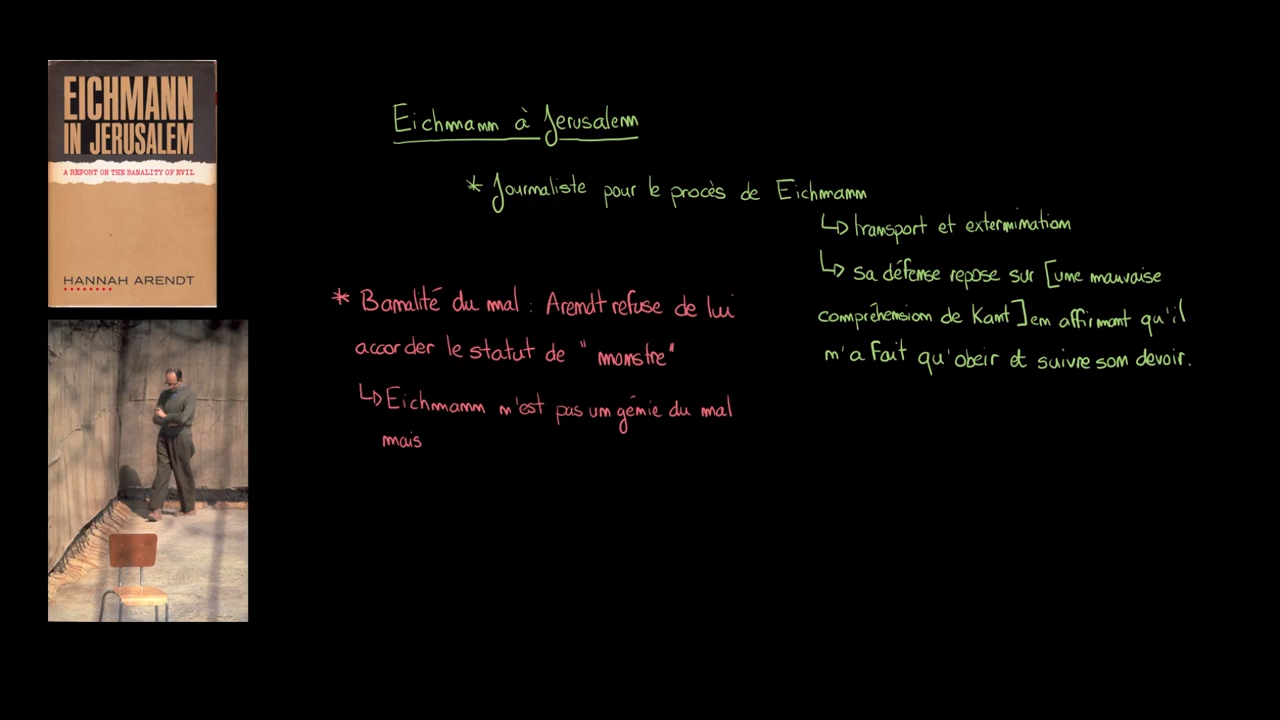 EICHMANN
IN JERUSALEM
A REPORT ON THE BANALITY OF EVIL
HANNAH ARENDT
Eichmann à Jerusalem
* Journaliste pour le procès de Eichmann
↳ transport et extermination
↳ sa défense repose sur [une mauvaise
compréhension de Kant] en affirmant qu'il
n'a fait qu'obeir et suivre son devoir.
* Banalité du mal : Arendt refuse de lui
accorder le statut de "monstre"
↳ Eichmann n'est pas un génie du mal
mais